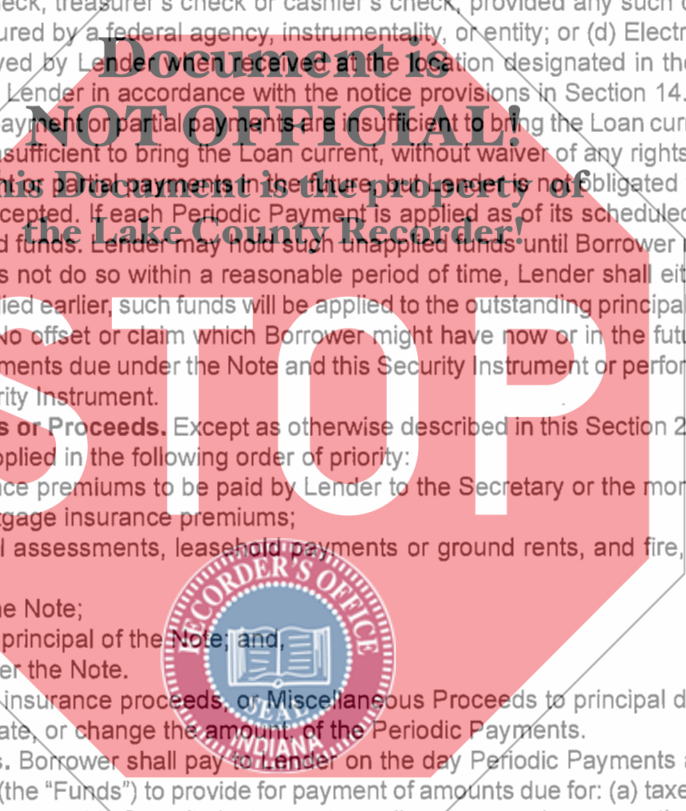 eck, treasurer's check or cashier's check, provided any such c
ured by a federal agency, instrumentality, or entity; or (d) Electr
Document is
ved by Lender when received at the location designated in the
Lender in accordance with the notice provisions in Section 14.
NOT OFFICIAL!
ayment or partial payments are insufficient to bring the Loan curr
sufficient to bring the Loan current, without waiver of any rights
his Document is the property of
nt or partial payments in the future, but Lender is not obligated
cepted. If each Periodic Payment is applied as of its scheduled
the Lake County Recorder!
d funds. Lender may hold such unapplied funds until Borrower
s not do so within a reasonable period of time, Lender shall eit
ied earlier, such funds will be applied to the outstanding principa
No offset or claim which Borrower might have now or in the futu
ments due under the Note and this Security Instrument or perfor
rity Instrument.
STOP
s or Proceeds. Except as otherwise described in this Section 2
pplied in the following order of priority:
ce premiums to be paid by Lender to the Secretary or the mon
tgage insurance premiums;
l assessments, leasehold payments or ground rents, and fire,
RECORDER'S OFFICE
he Note;
principal of the Note; and,
er the Note.
insurance proceeds, or Miscellaneous Proceeds to principal d
SEAL
ate, or change the amount, of the Periodic Payments.
INDIANA
s. Borrower shall pay to Lender on the day Periodic Payments a
(the "Funds") to provide for payment of amounts due for: (a) taxe